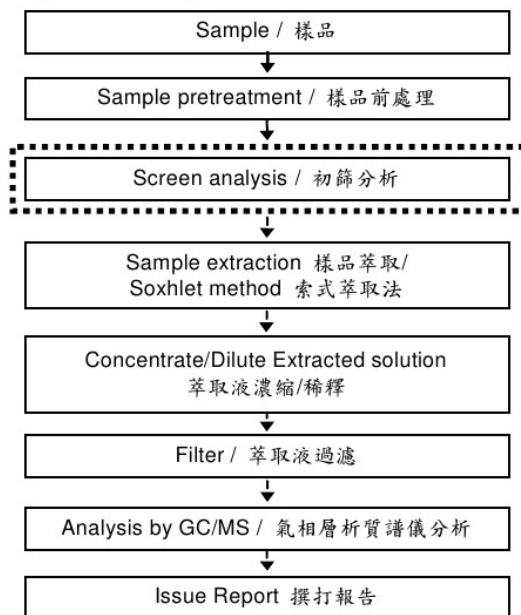 Sample / 樣品
Sample pretreatment / 樣品前處理
Screen analysis / 初篩分析
Sample extraction 樣品萃取/
Soxhlet method 索式萃取法
Concentrate/Dilute Extracted solution
萃取液濃縮/稀釋
Filter / 萃取液過濾
Analysis by GC/MS / 氣相層析質譜儀分析
Issue Report 撰打報告